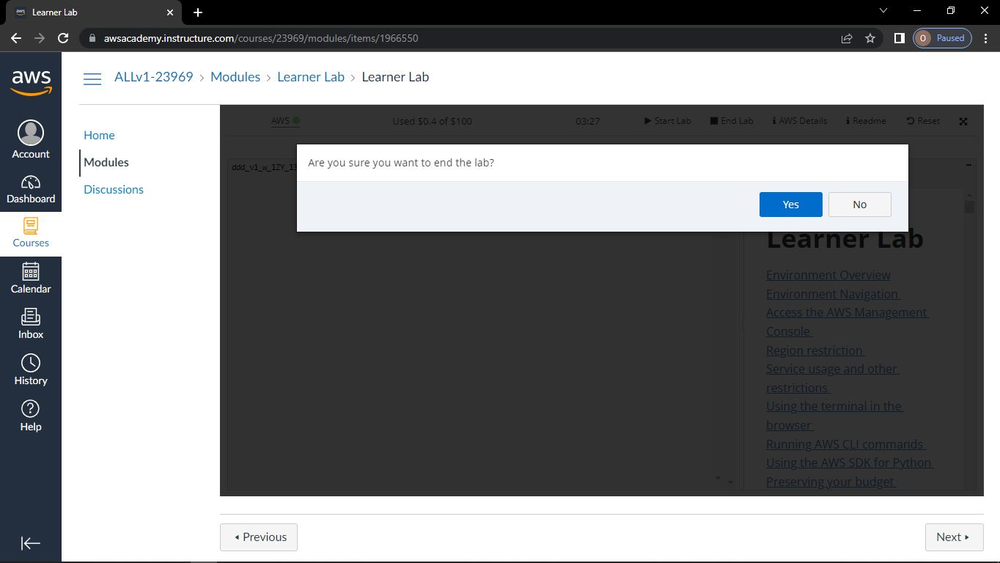 aws
Learner Lab
awsacademy.instructure.com/courses/23969/modules/items/1966550
O
Paused
aws
ALLv1-23969 > Modules > Learner Lab > Learner Lab
Account
Dashboard
Courses
Calendar
Inbox
History
Help
Home
Modules
Discussions
AWS
Used $0.4 of $100
03:27
Start Lab
End Lab
AWS Details
Readme
Reset
ddd_v1_w_1ZY_13
Are you sure you want to end the lab?
Yes
No
Learner Lab
Environment Overview
Environment Navigation
Access the AWS Management
Console
Region restriction
Service usage and other
restrictions
Using the terminal in the
browser
Running AWS CLI commands
Using the AWS SDK for Python
Preserving your budget
Previous
Next